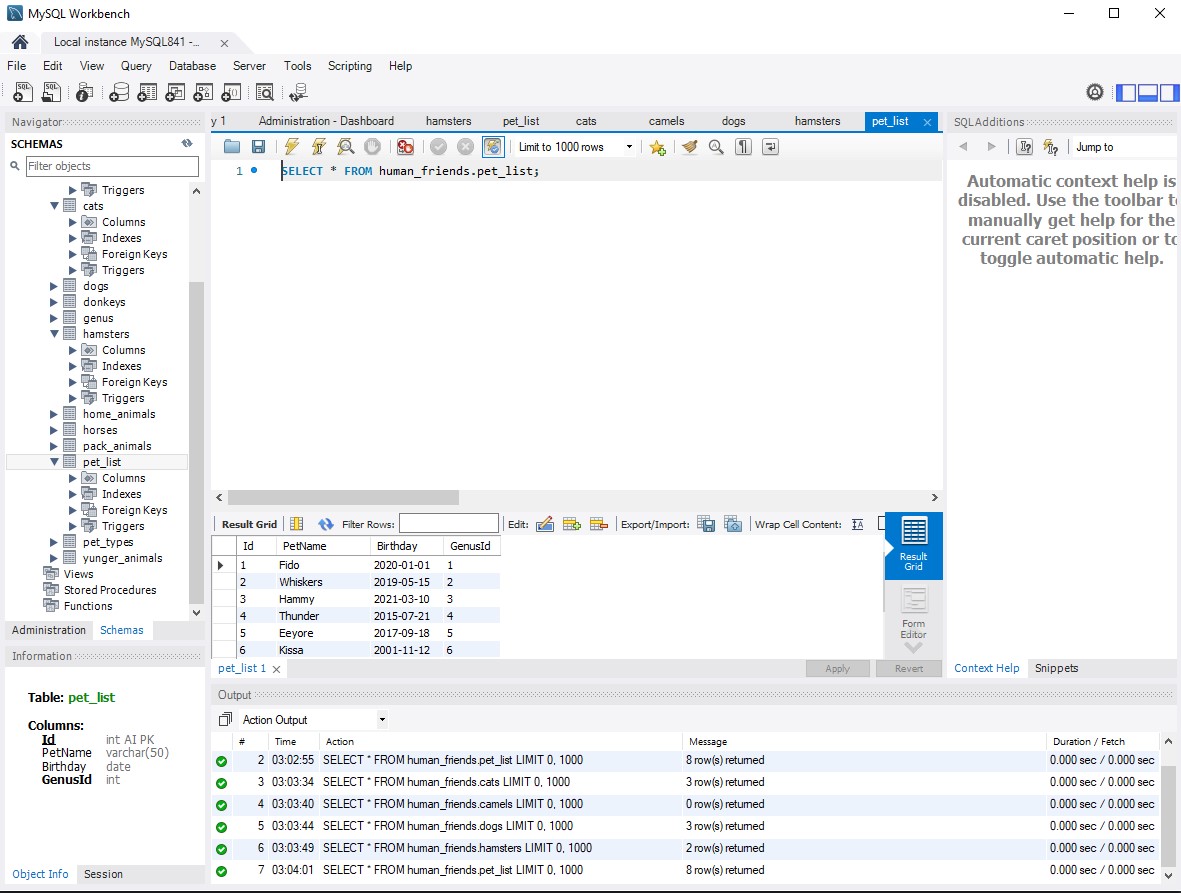 MySQL Workbench
Local instance MySQL841 -...
File Edit View Query Database Server Tools Scripting Help
Navigator
SCHEMAS
Filter objects
Triggers
cats
Columns
Indexes
Foreign Keys
Triggers
dogs
donkeys
genus
hamsters
Columns
Indexes
Foreign Keys
Triggers
home_animals
horses
pack_animals
pet_list
Columns
Indexes
Foreign Keys
Triggers
pet_types
yunger_animals
Views
Stored Procedures
Functions
Administration Schemas
Information
Table: pet_list
Columns:
Id int AI PK
PetName varchar(50)
Birthday date
GenusId int
Object Info Session
y 1 Administration - Dashboard hamsters pet_list cats camels dogs hamsters pet_list
Limit to 1000 rows
1 SELECT * FROM human_friends.pet_list;
Result Grid Filter Rows: Edit: Export/Import: Wrap Cell Content:
Id PetName Birthday GenusId
1 Fido 2020-01-01 1
2 Whiskers 2019-05-15 2
3 Hammy 2021-03-10 3
4 Thunder 2015-07-21 4
5 Eeyore 2017-09-18 5
6 Kissa 2001-11-12 6
Result
Grid
Form
Editor
pet_list 1 Apply Revert
SQLAdditions
Jump to
Automatic context help is
disabled. Use the toolbar to
manually get help for the
current caret position or to
toggle automatic help.
Context Help Snippets
Output
Action Output
# Time Action Message Duration / Fetch
2 03:02:55 SELECT * FROM human_friends.pet_list LIMIT 0, 1000 8 row(s) returned 0.000 sec / 0.000 sec
3 03:03:34 SELECT * FROM human_friends.cats LIMIT 0, 1000 3 row(s) returned 0.000 sec / 0.000 sec
4 03:03:40 SELECT * FROM human_friends.camels LIMIT 0, 1000 0 row(s) returned 0.000 sec / 0.000 sec
5 03:03:44 SELECT * FROM human_friends.dogs LIMIT 0, 1000 3 row(s) returned 0.000 sec / 0.000 sec
6 03:03:49 SELECT * FROM human_friends.hamsters LIMIT 0, 1000 2 row(s) returned 0.000 sec / 0.000 sec
7 03:04:01 SELECT * FROM human_friends.pet_list LIMIT 0, 1000 8 row(s) returned 0.000 sec / 0.000 sec